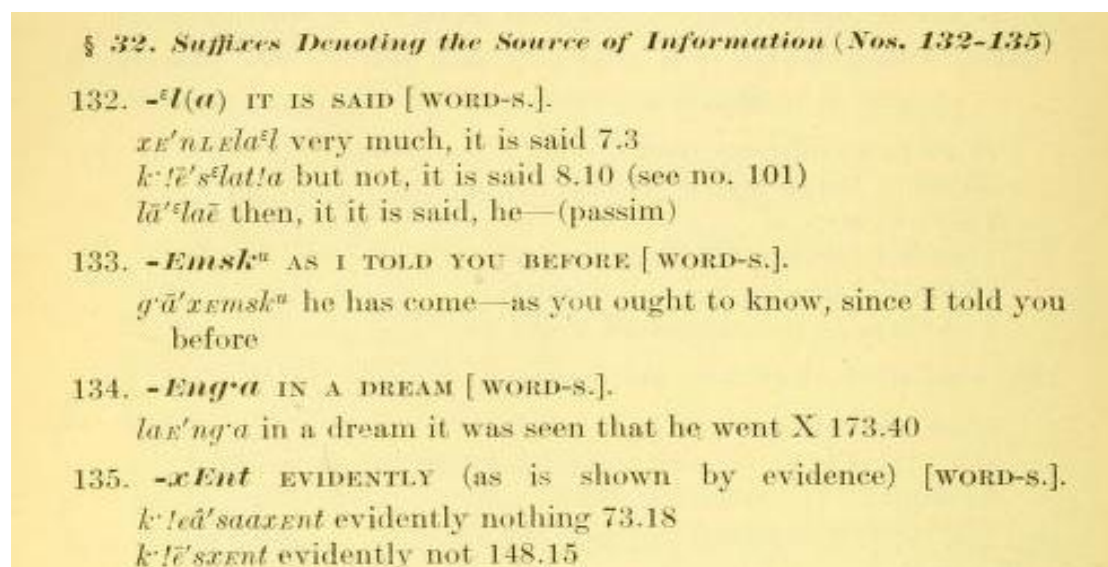 § 32. Suffixes Denoting the Source of Information (Nos. 132-135)
132. -ᵋl(a) IT IS SAID [WORD-S.].
xᴇ′nʟᴇlaᵋl very much, it is said 7.3
k·!ē′sᵋlat!a but not, it is said 8.10 (see no. 101)
lā′ᵋlaē then, it it is said, he—(passim)
133. -Emskᵘ AS I TOLD YOU BEFORE [WORD-S.].
g·ā′xᴇmskᵘ he has come—as you ought to know, since I told you
before
134. -Eng·a IN A DREAM [WORD-S.].
laᴇ′ng·a in a dream it was seen that he went X 173.40
135. -xEnt EVIDENTLY (as is shown by evidence) [WORD-S.].
k·!eâ′saaxᴇnt evidently nothing 73.18
k·!ē′sxᴇnt evidently not 148.15